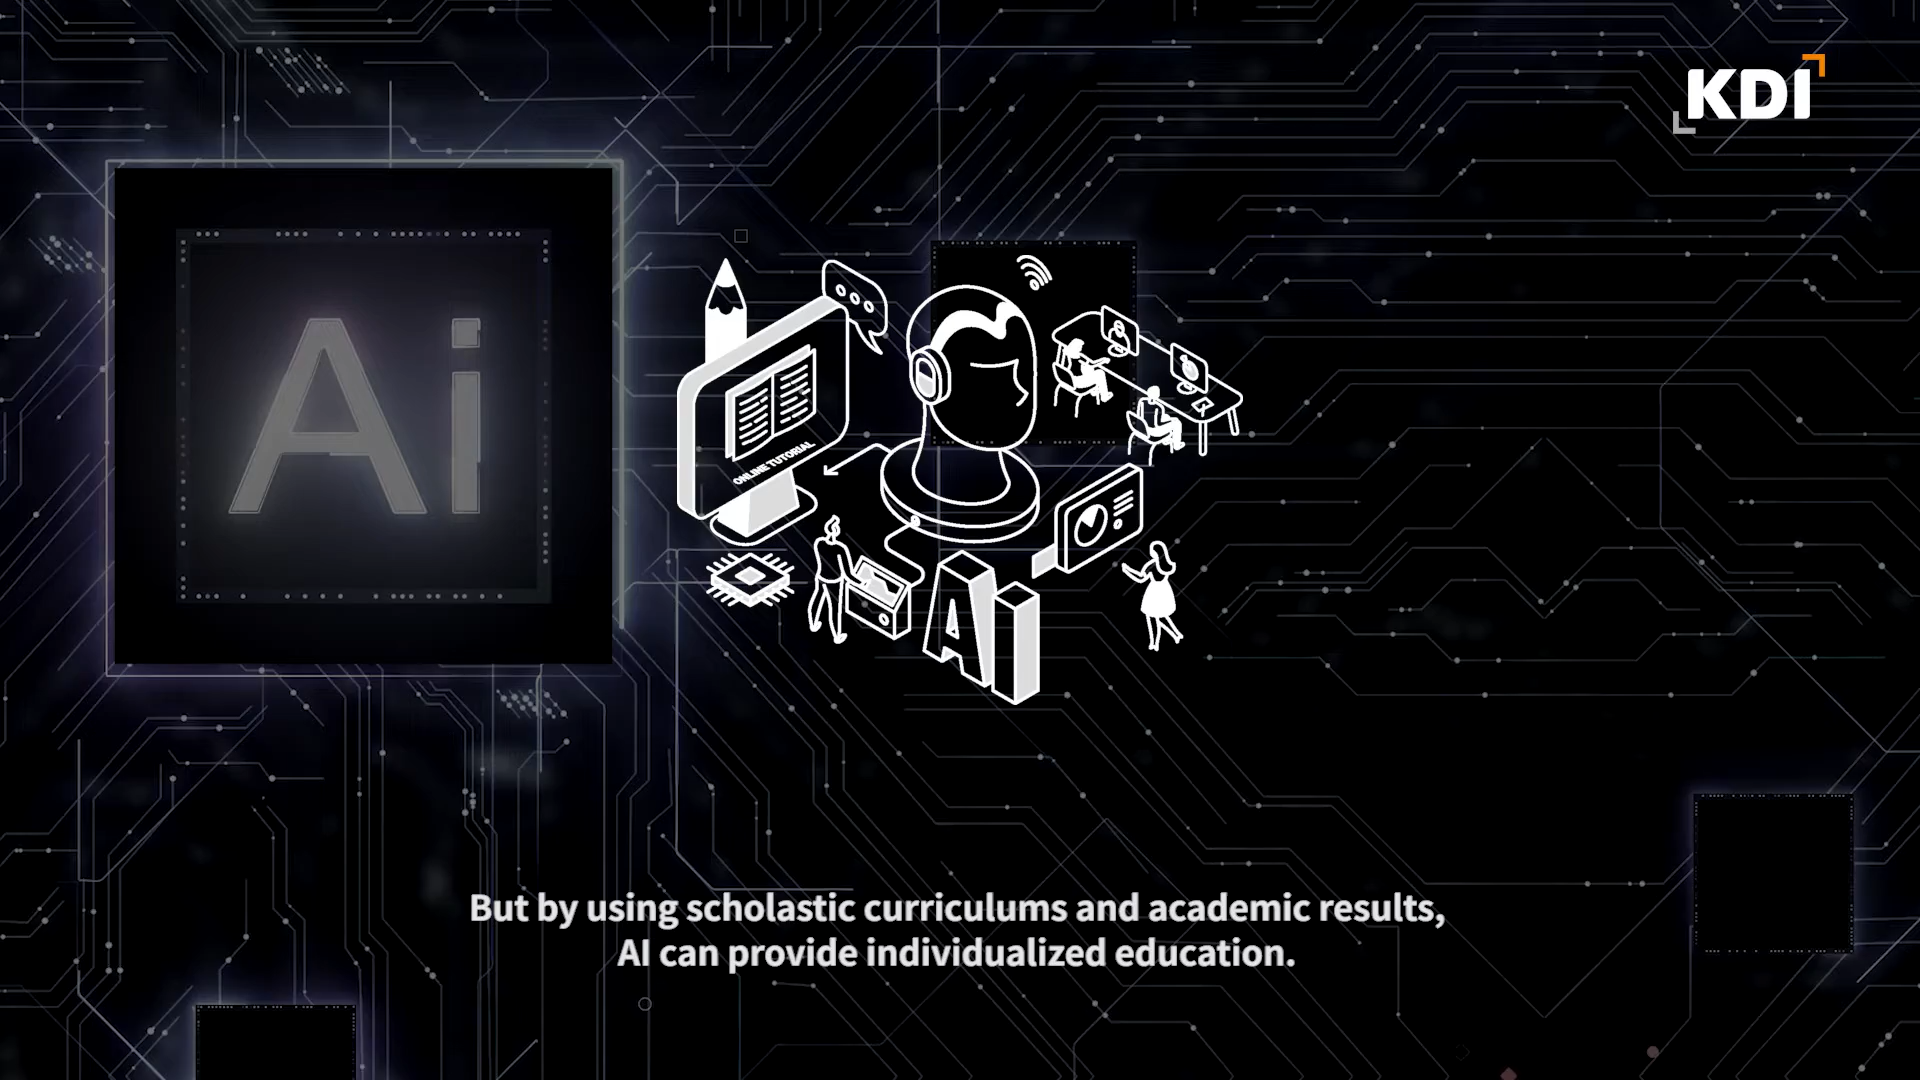 KDI
Ai
ONLINE TUTORIAL
AI
But by using scholastic curriculums and academic results,
AI can provide individualized education.